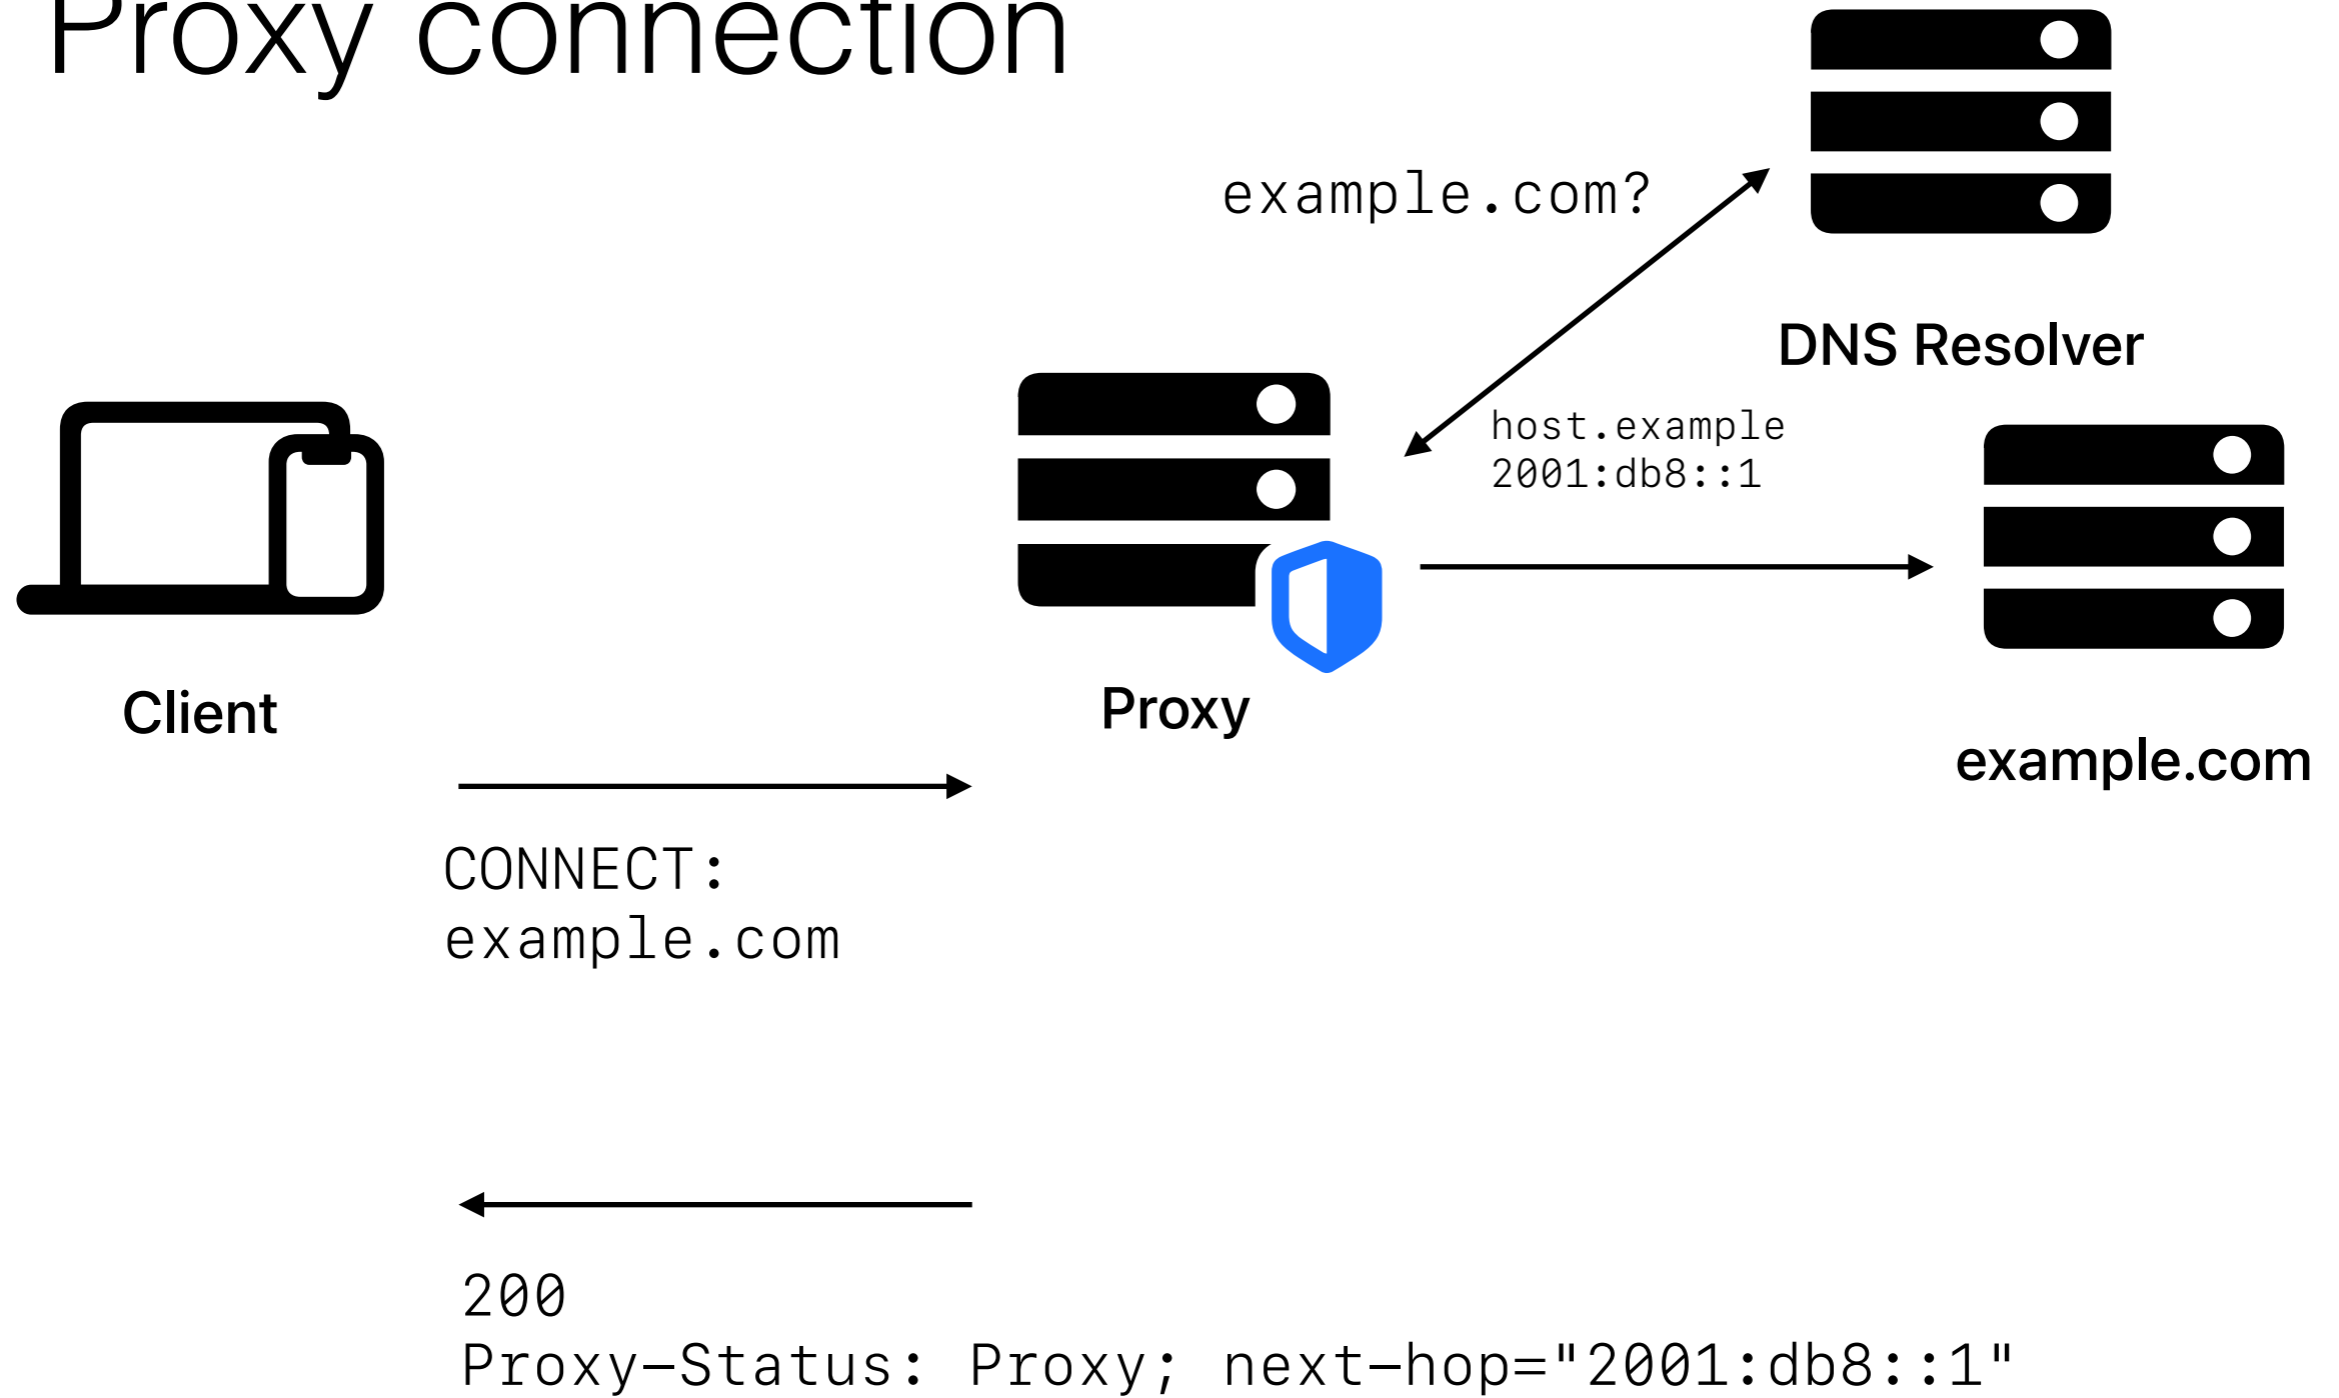 Proxy connection
example.com?
DNS Resolver
host.example
2001:db8::1
Client
Proxy
example.com
CONNECT:
example.com
200
Proxy-Status: Proxy; next-hop="2001:db8::1"